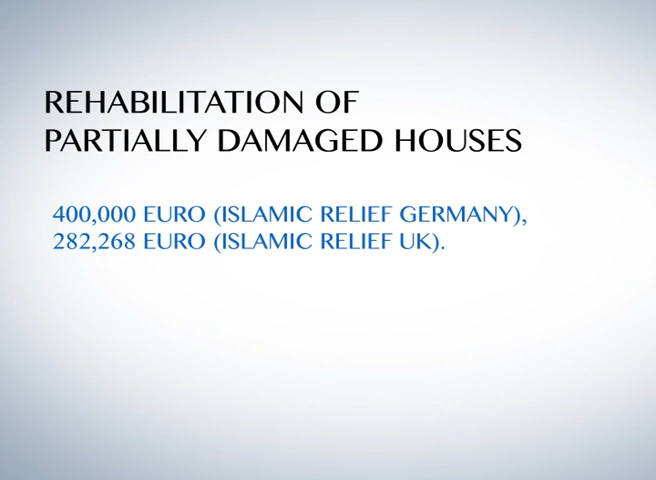 REHABILITATION OF
PARTIALLY DAMAGED HOUSES
400,000 EURO (ISLAMIC RELIEF GERMANY),
282,268 EURO (ISLAMIC RELIEF UK).